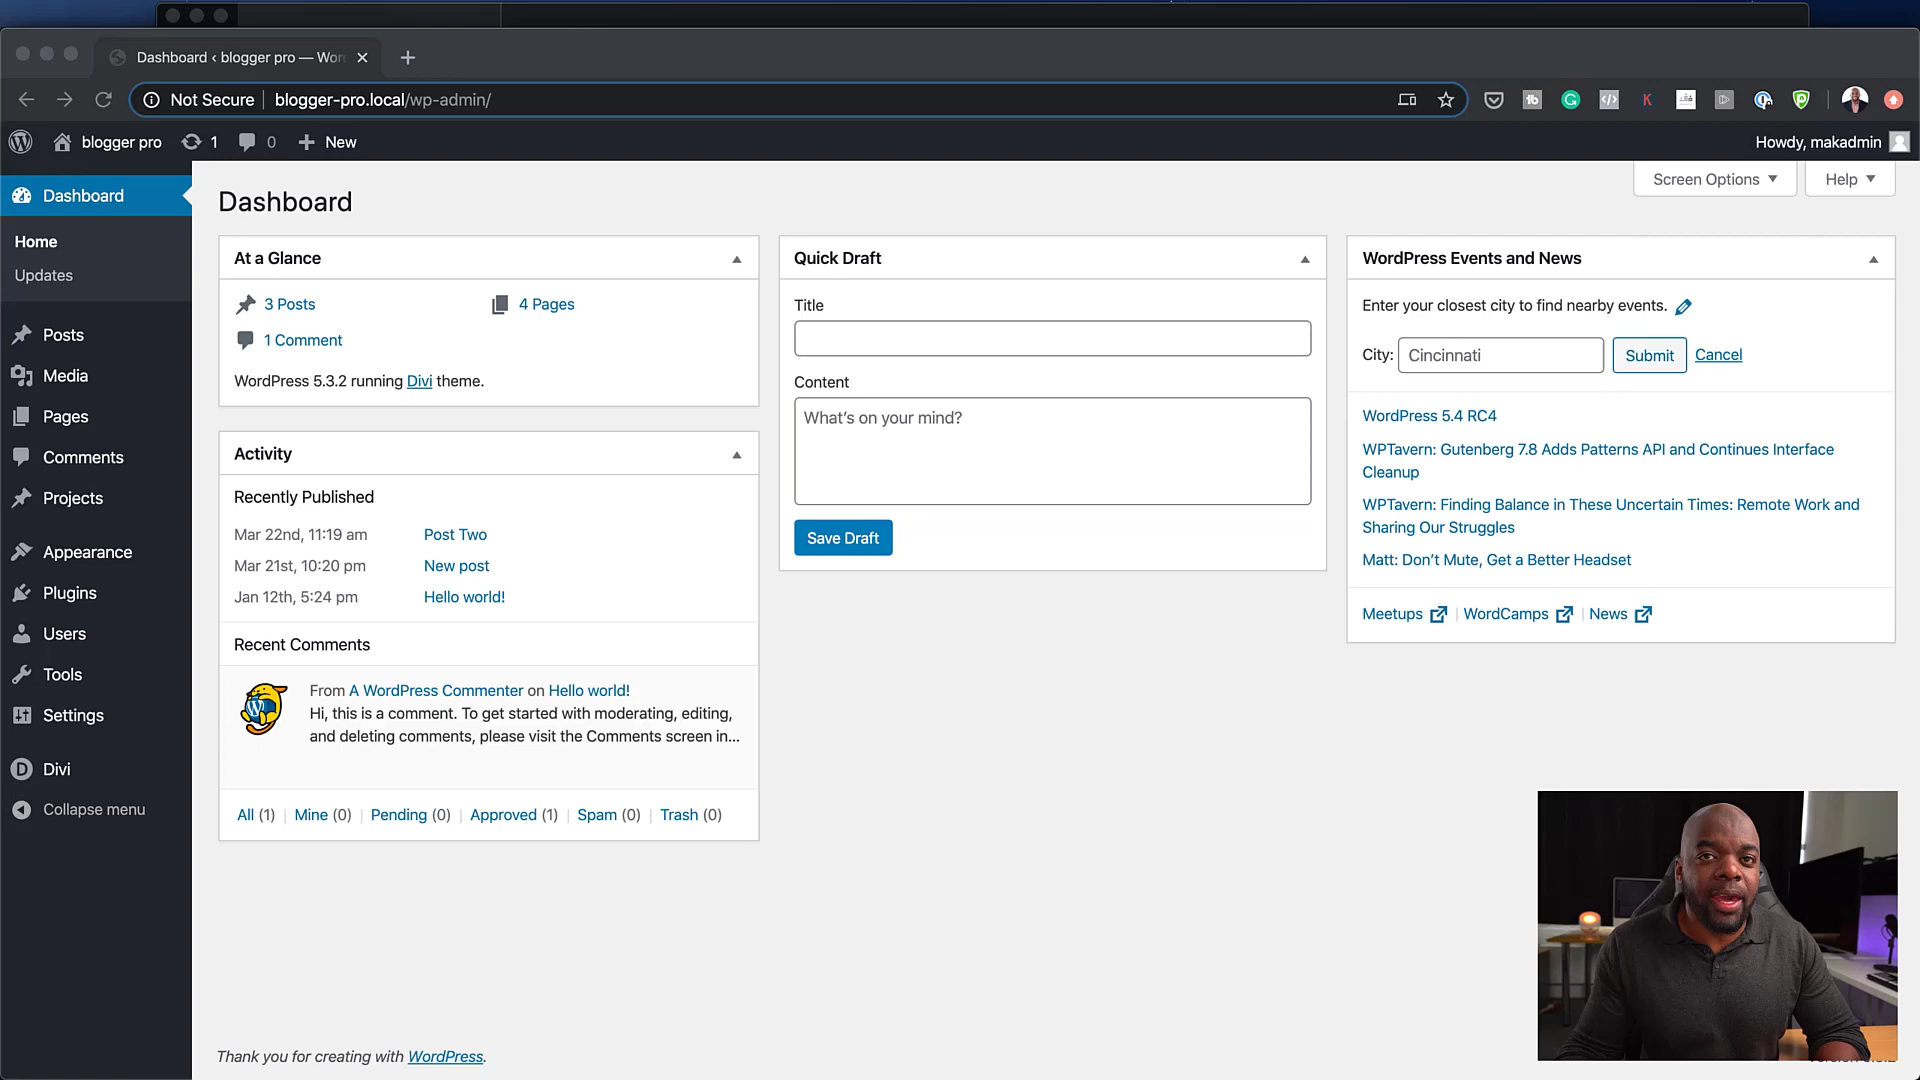 Dashboard ‹ blogger pro — Wor
Not Secure
blogger-pro.local/wp-admin/
blogger pro
1
0
New
Howdy, makadmin
Dashboard
Home
Updates
Posts
Media
Pages
Comments
Projects
Appearance
Plugins
Users
Tools
Settings
Divi
Collapse menu
Screen Options
Help
Dashboard
At a Glance
3 Posts
4 Pages
1 Comment
WordPress 5.3.2 running Divi theme.
Activity
Recently Published
Mar 22nd, 11:19 am Post Two
Mar 21st, 10:20 pm New post
Jan 12th, 5:24 pm Hello world!
Recent Comments
From A WordPress Commenter on Hello world!
Hi, this is a comment. To get started with moderating, editing,
and deleting comments, please visit the Comments screen in...
All (1) | Mine (0) | Pending (0) | Approved (1) | Spam (0) | Trash (0)
Quick Draft
Title
Content
What's on your mind?
Save Draft
WordPress Events and News
Enter your closest city to find nearby events.
City: Cincinnati Submit Cancel
WordPress 5.4 RC4
WPTavern: Gutenberg 7.8 Adds Patterns API and Continues Interface
Cleanup
WPTavern: Finding Balance in These Uncertain Times: Remote Work and
Sharing Our Struggles
Matt: Don't Mute, Get a Better Headset
Meetups | WordCamps | News
Thank you for creating with WordPress.